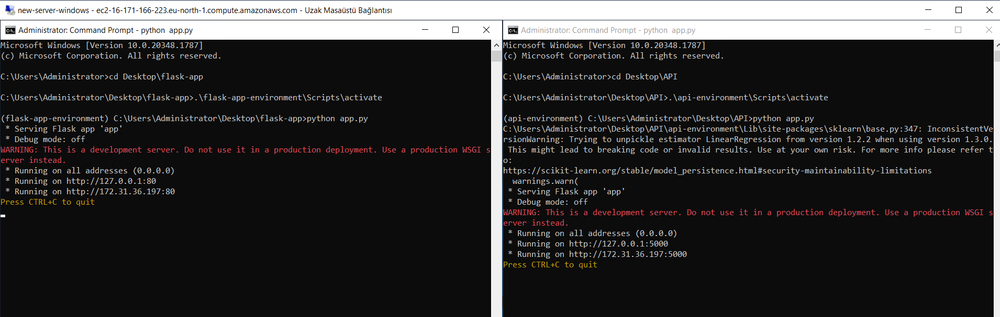 new-server-windows - ec2-16-171-166-223.eu-north-1.compute.amazonaws.com - Uzak Masaüstü Bağlantısı
Administrator: Command Prompt - python  app.py
Microsoft Windows [Version 10.0.20348.1787]
(c) Microsoft Corporation. All rights reserved.
C:\Users\Administrator>cd Desktop\flask-app
C:\Users\Administrator\Desktop\flask-app>.\flask-app-environment\Scripts\activate
(flask-app-environment) C:\Users\Administrator\Desktop\flask-app>python app.py
 * Serving Flask app 'app'
 * Debug mode: off
WARNING: This is a development server. Do not use it in a production deployment. Use a production WSGI s
erver instead.
 * Running on all addresses (0.0.0.0)
 * Running on http://127.0.0.1:80
 * Running on http://172.31.36.197:80
Press CTRL+C to quit
Administrator: Command Prompt - python  app.py
Microsoft Windows [Version 10.0.20348.1787]
(c) Microsoft Corporation. All rights reserved.
C:\Users\Administrator>cd Desktop\API
C:\Users\Administrator\Desktop\API>.\api-environment\Scripts\activate
(api-environment) C:\Users\Administrator\Desktop\API>python app.py
C:\Users\Administrator\Desktop\API\api-environment\Lib\site-packages\sklearn\base.py:347: InconsistentVe
rsionWarning: Trying to unpickle estimator LinearRegression from version 1.2.2 when using version 1.3.0.
 This might lead to breaking code or invalid results. Use at your own risk. For more info please refer t
o:
https://scikit-learn.org/stable/model_persistence.html#security-maintainability-limitations
  warnings.warn(
 * Serving Flask app 'app'
 * Debug mode: off
WARNING: This is a development server. Do not use it in a production deployment. Use a production WSGI s
erver instead.
 * Running on all addresses (0.0.0.0)
 * Running on http://127.0.0.1:5000
 * Running on http://172.31.36.197:5000
Press CTRL+C to quit